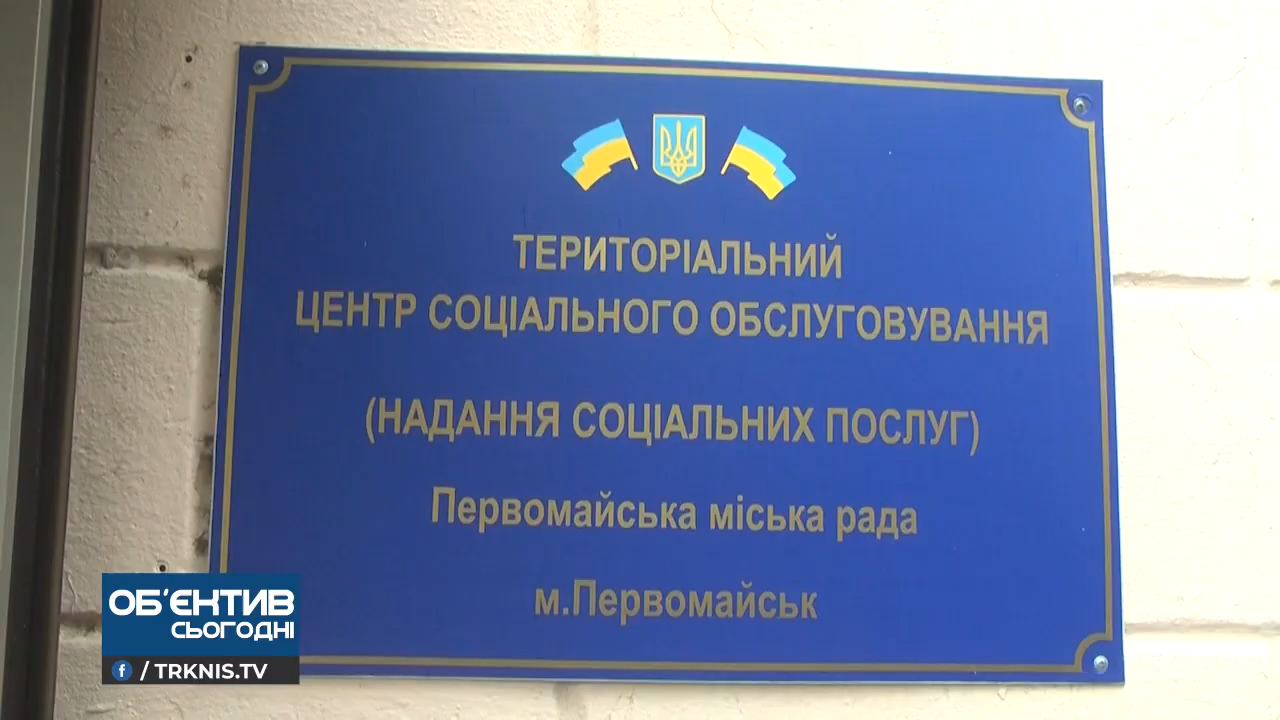 ТЕРИТОРІАЛЬНИЙ
ЦЕНТР СОЦІАЛЬНОГО ОБСЛУГОВУВАННЯ
(НАДАННЯ СОЦІАЛЬНИХ ПОСЛУГ)
Первомайська міська рада
м.Первомайськ
ОБ'ЄКТИВ
СЬОГОДНІ
f / TRKNIS.TV